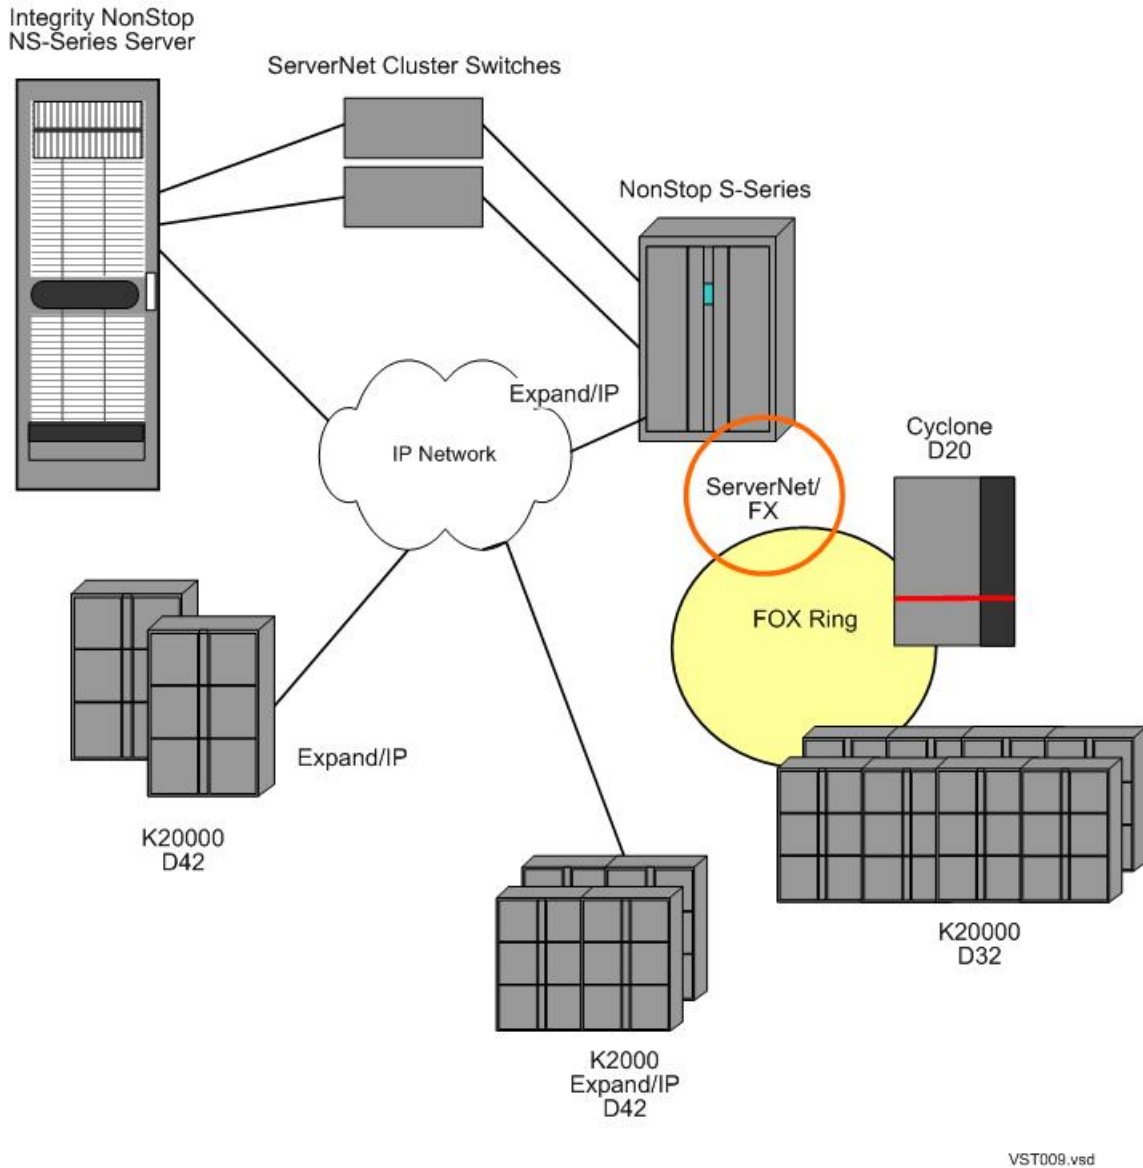 Integrity NonStop
NS-Series Server
ServerNet Cluster Switches
NonStop S-Series
Expand/IP
IP Network
Cyclone
D20
ServerNet/
FX
FOX Ring
Expand/IP
K20000
D42
K20000
D32
K2000
Expand/IP
D42
VST009.vsd